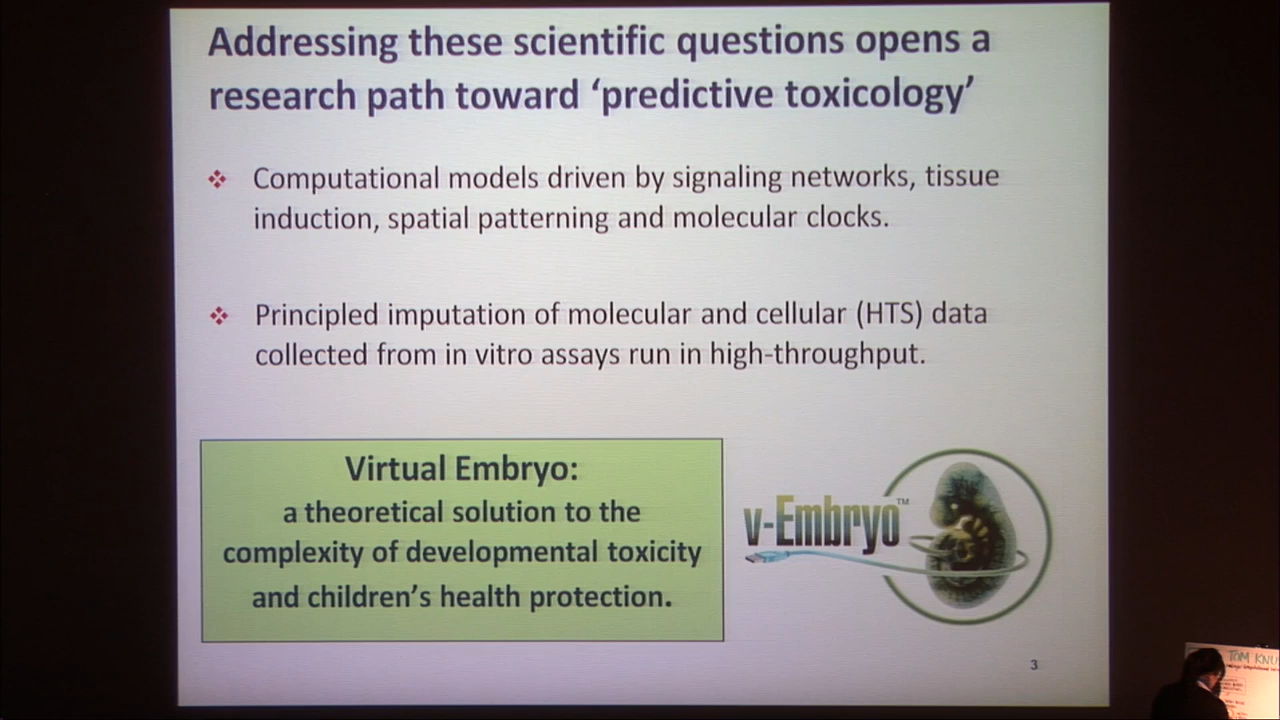 Addressing these scientific questions opens a
research path toward ‘predictive toxicology’
Computational models driven by signaling networks, tissue
induction, spatial patterning and molecular clocks.
Principled imputation of molecular and cellular (HTS) data
collected from in vitro assays run in high-throughput.
Virtual Embryo:
a theoretical solution to the
complexity of developmental toxicity
and children’s health protection.
v-Embryo™
3
TOM KNU